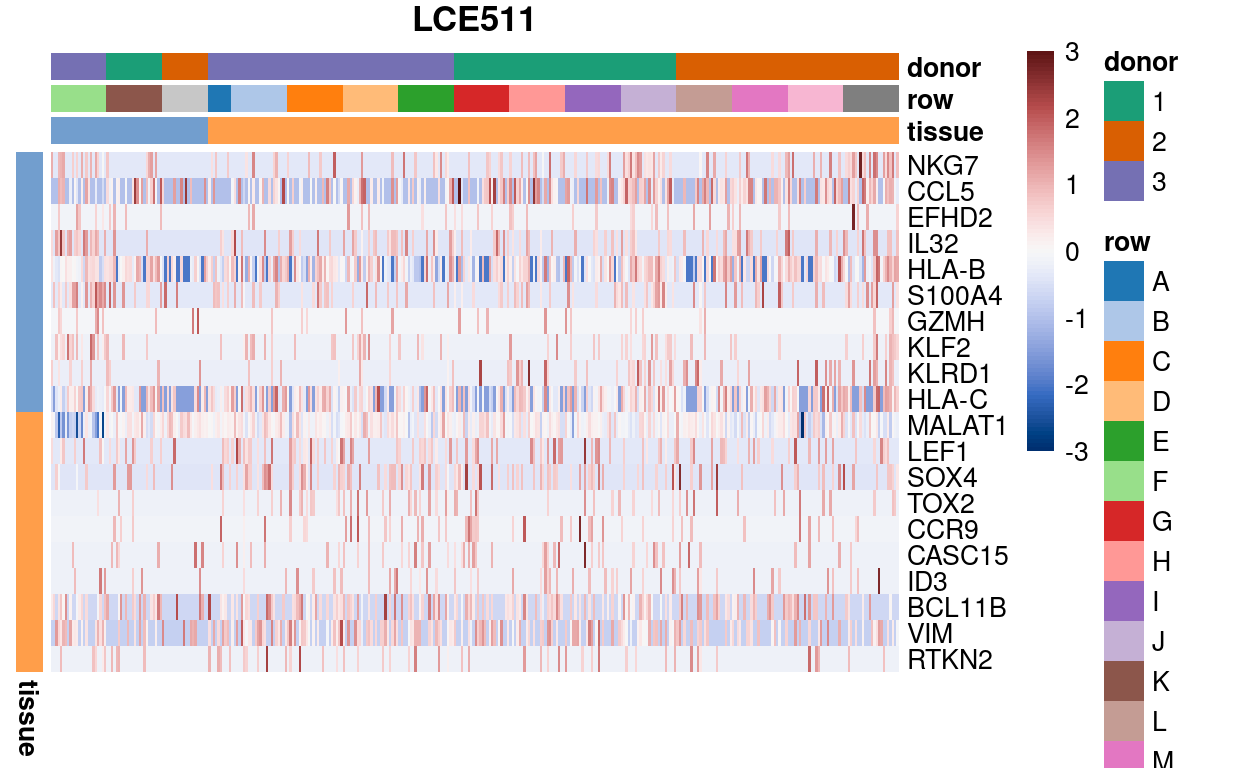 LCE511
donor
row
tissue
NKG7
CCL5
EFHD2
IL32
HLA-B
S100A4
GZMH
KLF2
KLRD1
HLA-C
MALAT1
LEF1
SOX4
TOX2
CCR9
CASC15
ID3
BCL11B
VIM
RTKN2
tissue
3
2
1
0
-1
-2
-3
donor
1
2
3
row
A
B
C
D
E
F
G
H
I
J
K
L
M